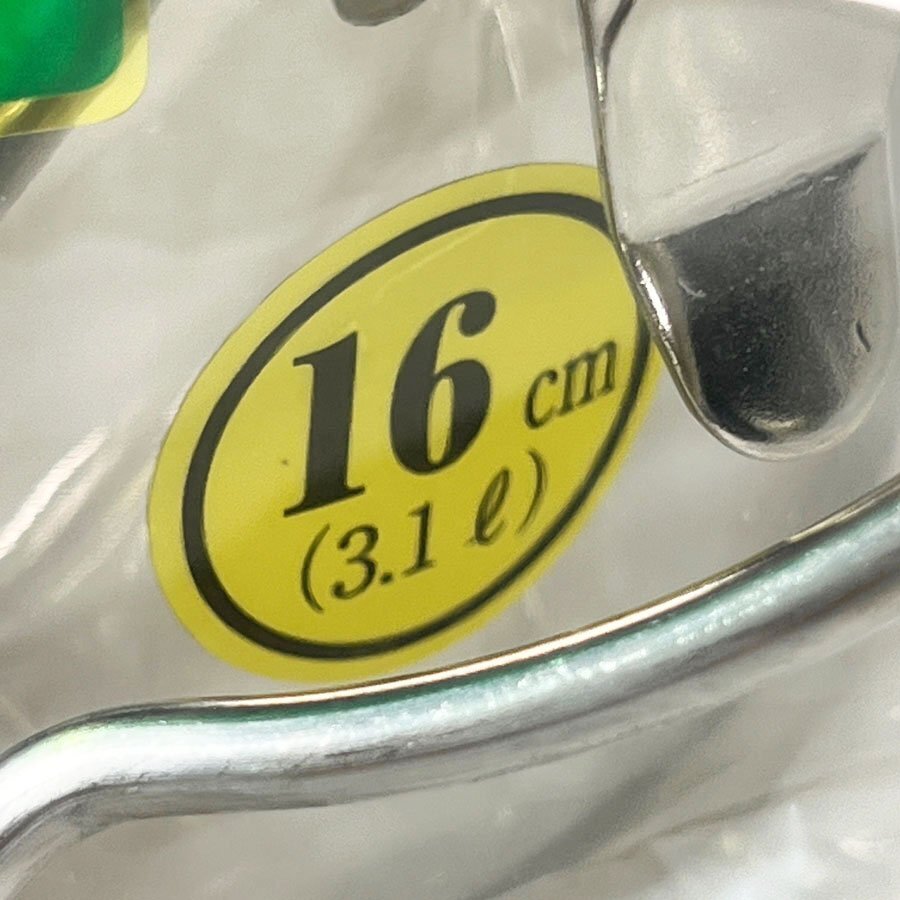 16 cm
(3.1 ℓ)